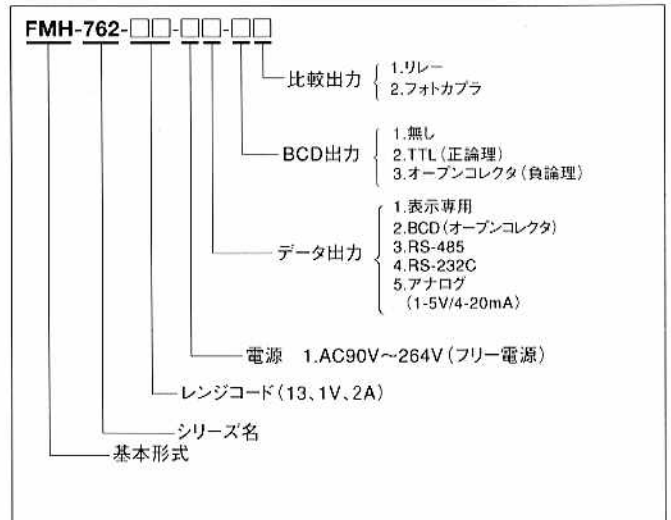 FMH-762-□□-□□-□□
比較出力
1.リレー
2.フォトカプラ
BCD出力
1.無し
2.TTL(正論理)
3.オープンコレクタ(負論理)
データ出力
1.表示専用
2.BCD(オープンコレクタ)
3.RS-485
4.RS-232C
5.アナログ
(1-5V/4-20mA)
電源 1.AC90V～264V(フリー電源)
レンジコード(13、1V、2A)
シリーズ名
基本形式